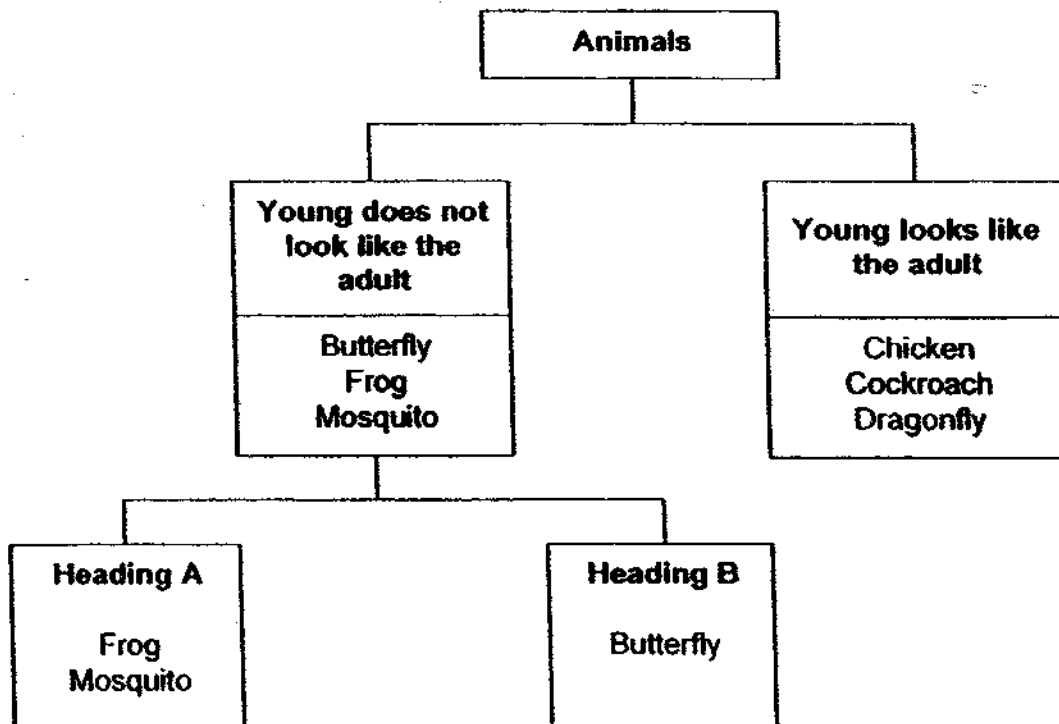 Animals
Young does not
look like the
adult
Butterfly
Frog
Mosquito
Young looks like
the adult
Chicken
Cockroach
Dragonfly
Heading A
Frog
Mosquito
Heading B
Butterfly